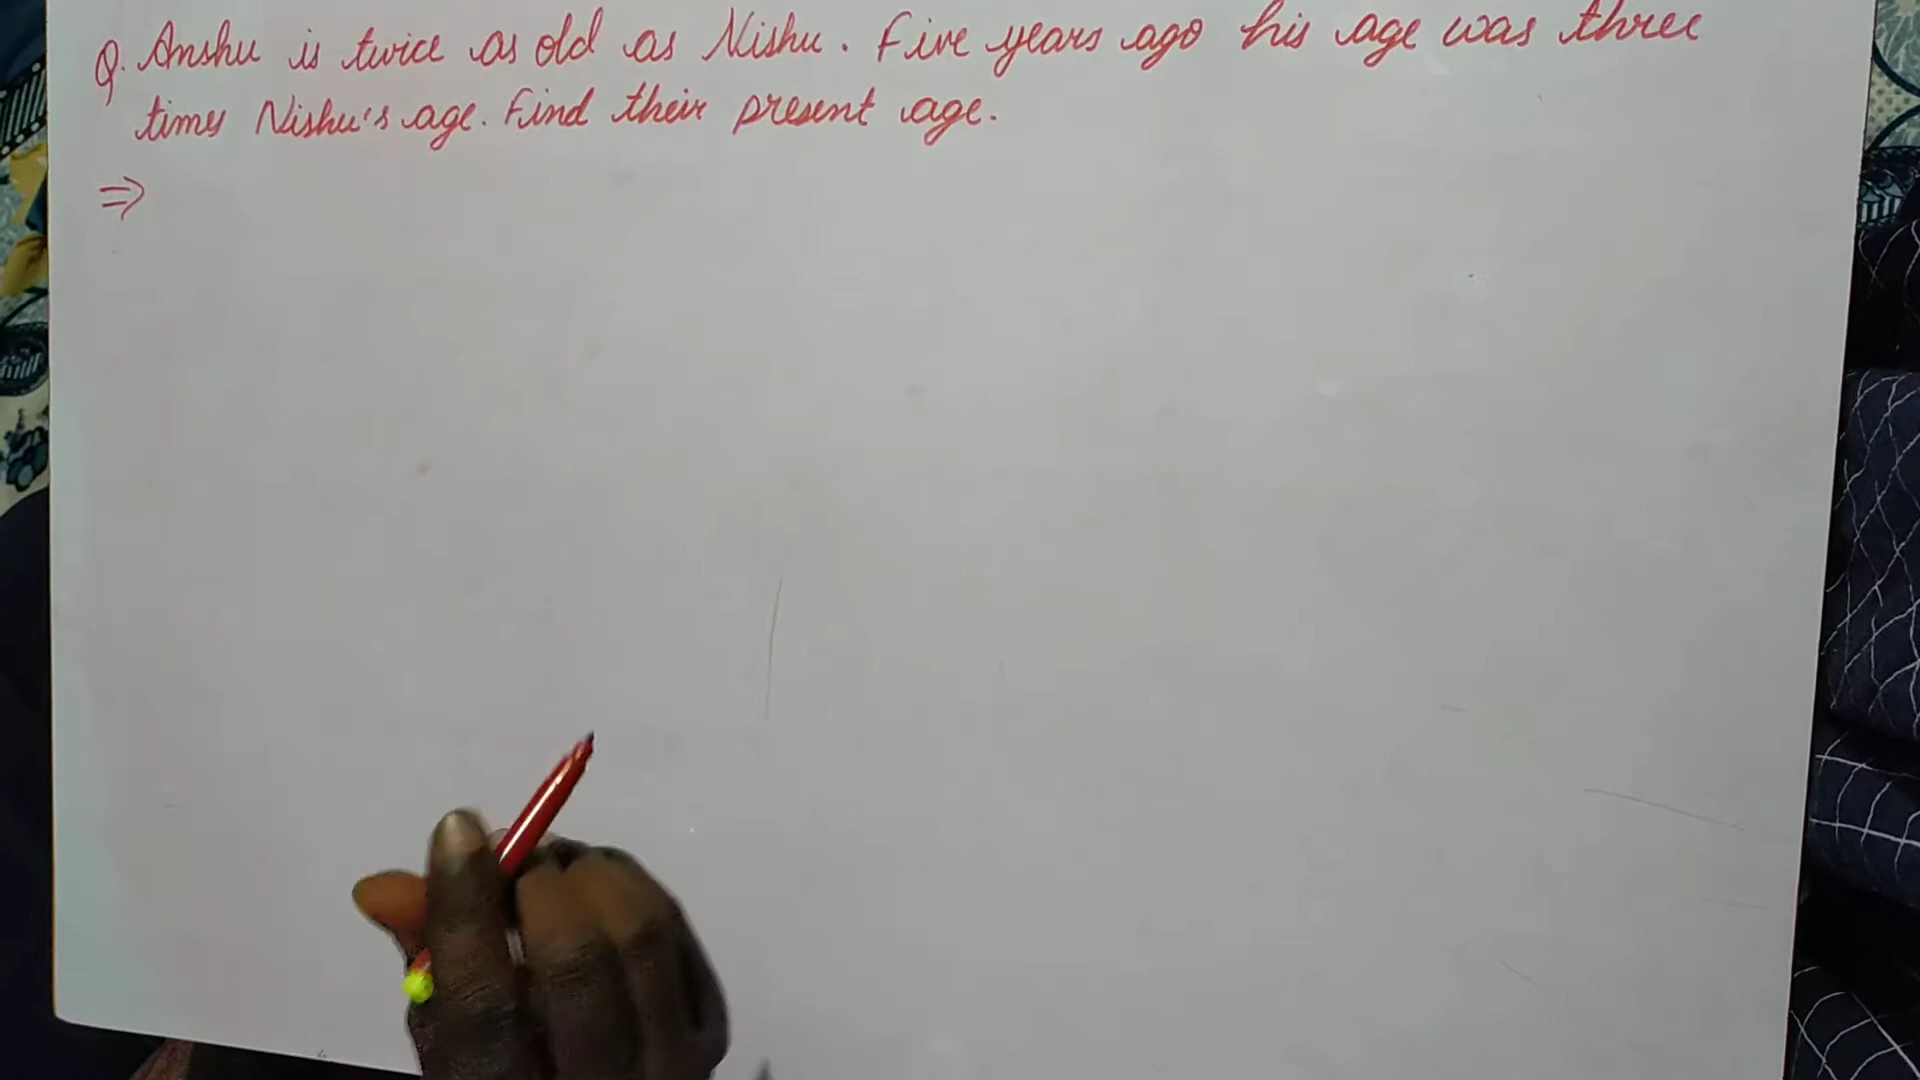 Q. Anshu is twice as old as Nishu. Five years ago his age was three
times Nishu's age. Find their present age.
⇒